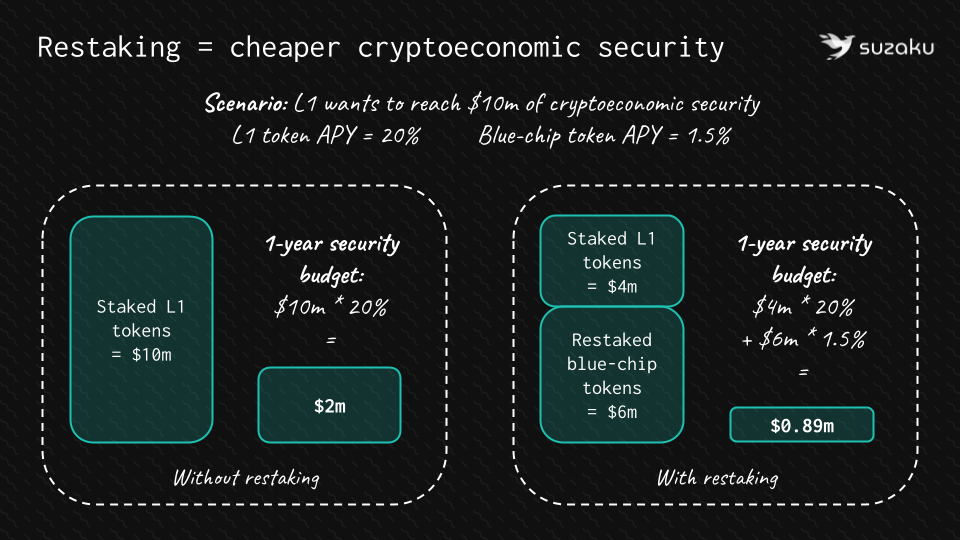 Restaking = cheaper cryptoeconomic security
suzaku
Scenario: L1 wants to reach $10m of cryptoeconomic security
L1 token APY = 20% Blue-chip token APY = 1.5%
Staked L1
tokens
= $10m
1-year security
budget:
$10m * 20%
=
$2m
Without restaking
Staked L1
tokens
= $4m
Restaked
blue-chip
tokens
= $6m
1-year security
budget:
$4m * 20%
+ $6m * 1.5%
=
$0.89m
With restaking